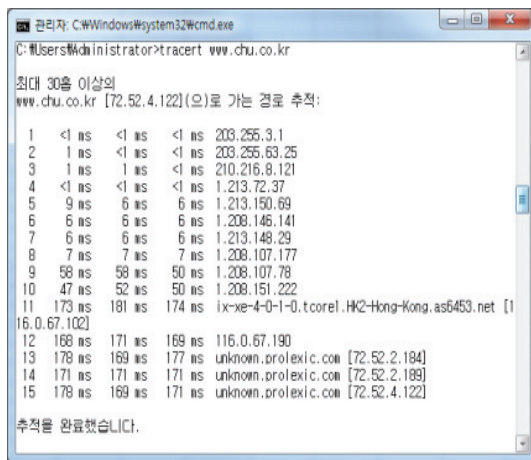 관리자: C:₩Windows₩system32₩cmd.exe
C:₩Users₩Administrator>tracert www.chu.co.kr
최대 30홉 이상의
www.chu.co.kr [72.52.4.122](으)로 가는 경로 추적:
1 <1 ms <1 ms <1 ms 203.255.3.1
2 1 ms <1 ms <1 ms 203.255.63.25
3 1 ms 1 ms <1 ms 210.216.8.121
4 <1 ms <1 ms <1 ms 1.213.72.37
5 9 ms 6 ms 6 ms 1.213.150.69
6 6 ms 6 ms 6 ms 1.208.146.141
7 6 ms 6 ms 6 ms 1.213.148.29
8 7 ms 7 ms 7 ms 1.208.107.177
9 58 ms 58 ms 50 ms 1.208.107.78
10 47 ms 52 ms 50 ms 1.208.151.222
11 173 ms 181 ms 174 ms ix-xe-4-0-1-0.tcore1.HK2-Hong-Kong.as6453.net [1
16.0.67.102]
12 168 ms 171 ms 169 ms 116.0.67.190
13 178 ms 169 ms 177 ms unknown.prolexic.com [72.52.2.184]
14 171 ms 171 ms 171 ms unknown.prolexic.com [72.52.2.189]
15 178 ms 169 ms 171 ms unknown.prolexic.com [72.52.4.122]
추적을 완료했습니다.